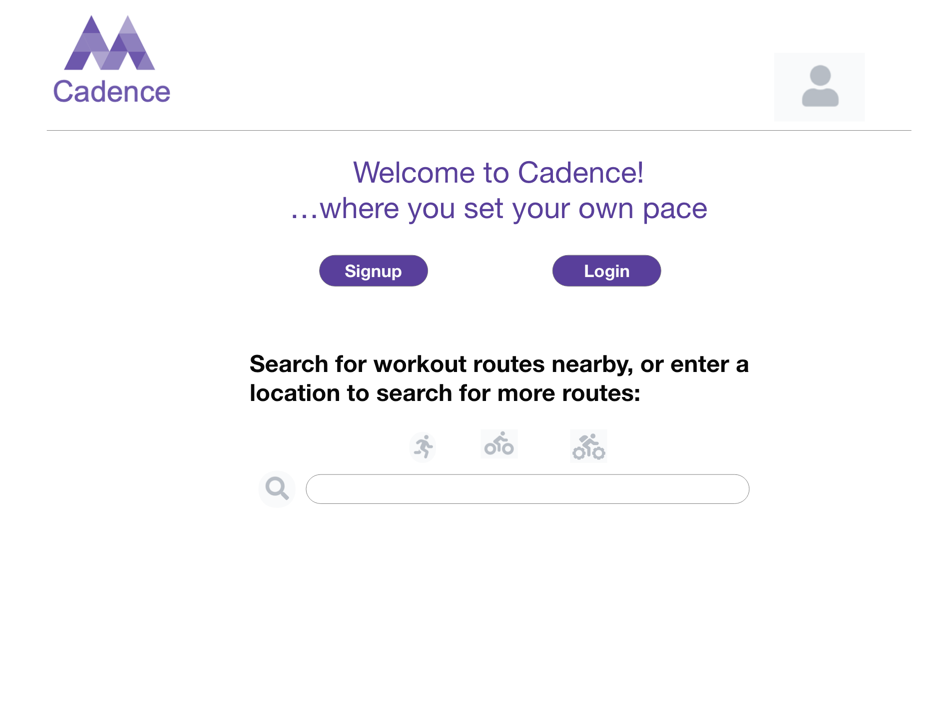 Cadence
Welcome to Cadence!
…where you set your own pace
Signup
Login
Search for workout routes nearby, or enter a
location to search for more routes: